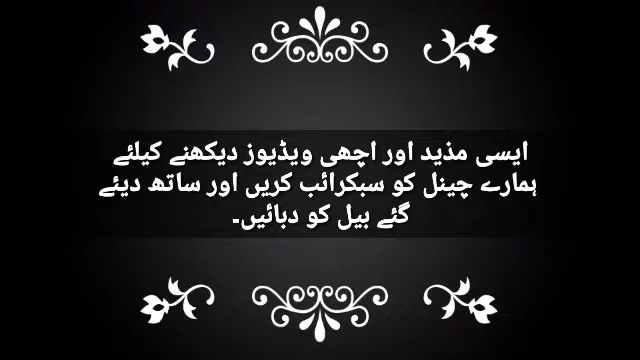 ایسی مذید اور اچھی ویڈیوز دیکھنے کیلئے
ہمارے چینل کو سبکرائب کریں اور ساتھ دیئے
گئے بیل کو دبائیں۔